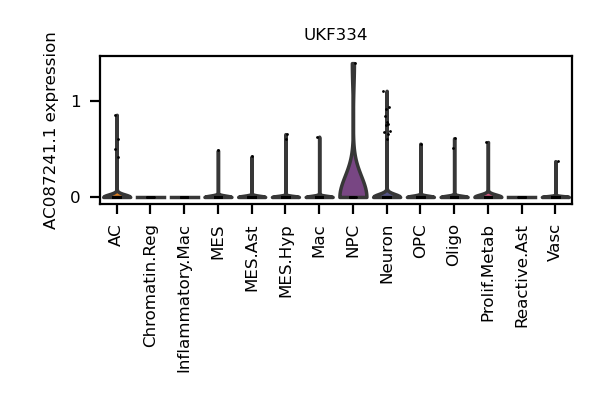 UKF334
AC087241.1 expression
1
0
AC
Chromatin.Reg
Inflammatory.Mac
MES
MES.Ast
MES.Hyp
Mac
NPC
Neuron
OPC
Oligo
Prolif.Metab
Reactive.Ast
Vasc